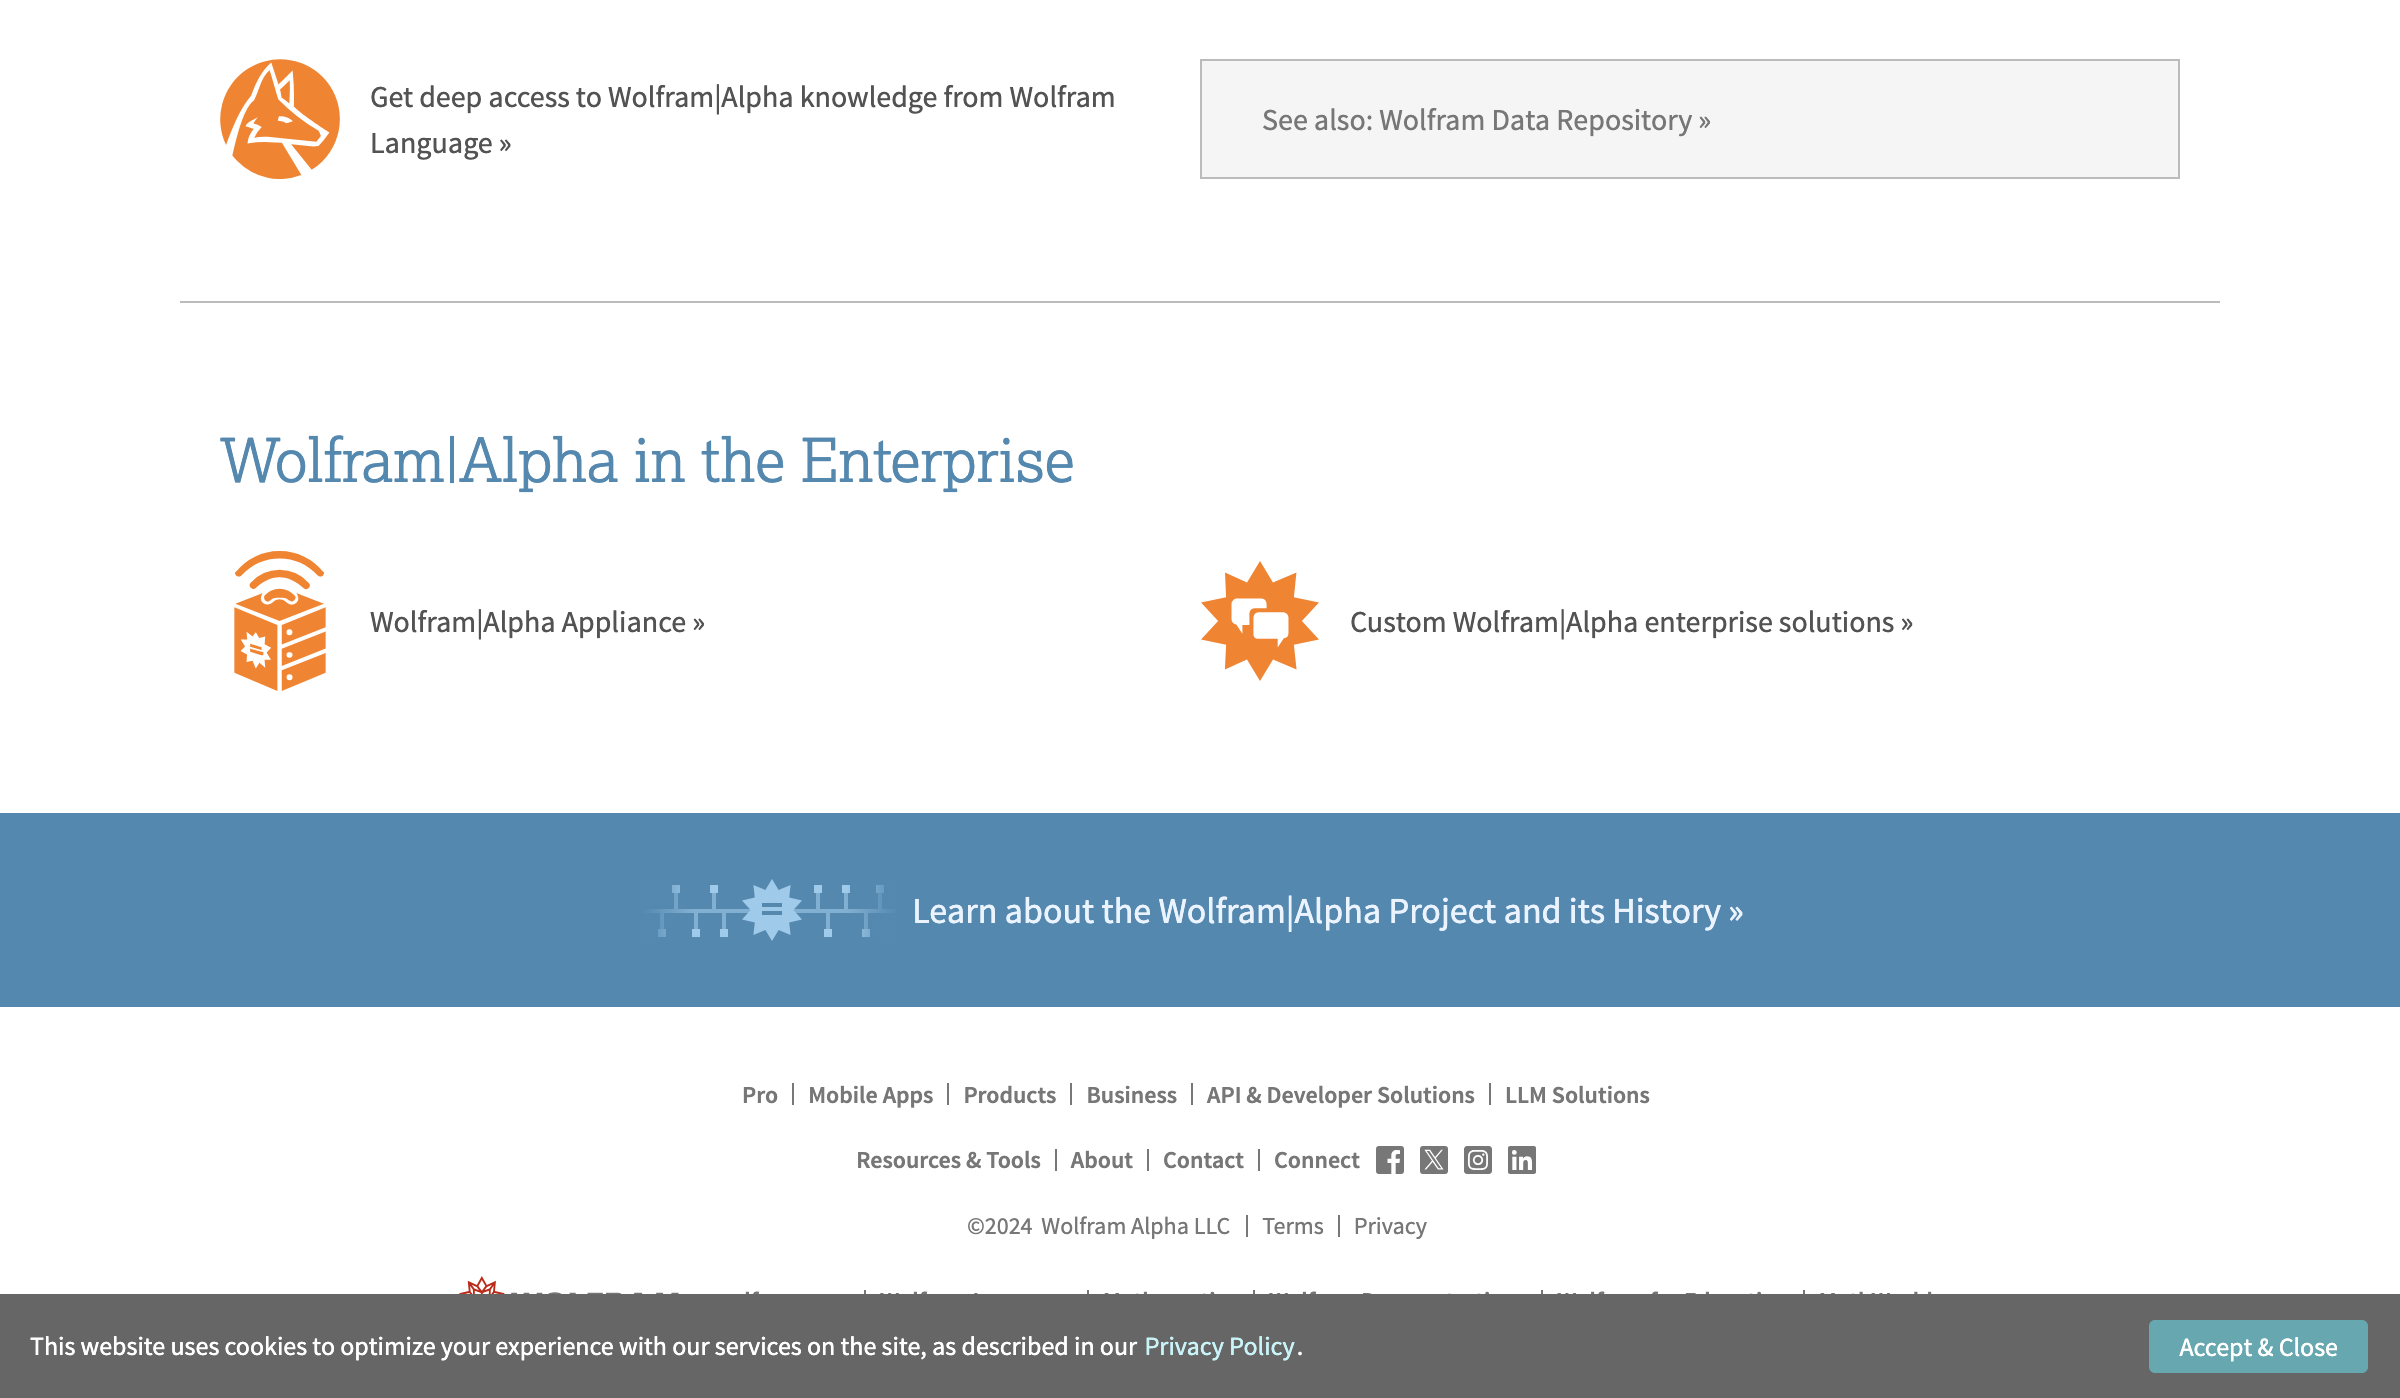 Get deep access to Wolfram|Alpha knowledge from Wolfram
Language »
See also: Wolfram Data Repository »
Wolfram|Alpha in the Enterprise
Wolfram|Alpha Appliance »
Custom Wolfram|Alpha enterprise solutions »
Learn about the Wolfram|Alpha Project and its History »
Pro | Mobile Apps | Products | Business | API & Developer Solutions | LLM Solutions
Resources & Tools | About | Contact | Connect
©2024 Wolfram Alpha LLC | Terms | Privacy
This website uses cookies to optimize your experience with our services on the site, as described in our Privacy Policy.
Accept & Close